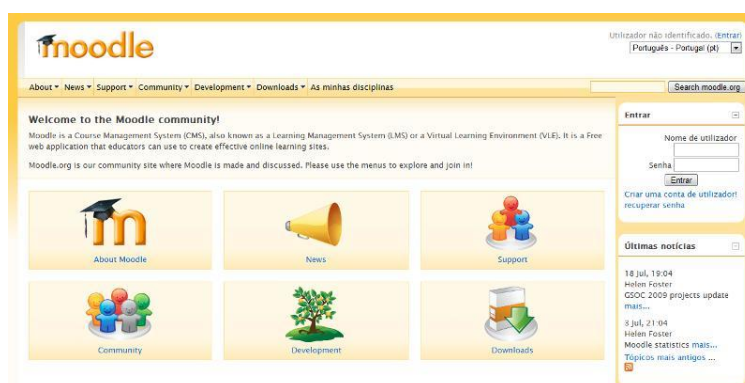 moodle
Utilizador não identificado. (Entrar)
Português - Portugal (pt)
About News Support Community Development Downloads As minhas disciplinas
Search moodle.org
Welcome to the Moodle community!
Moodle is a Course Management System (CMS), also known as a Learning Management System (LMS) or a Virtual Learning Environment (VLE). It is a Free
web application that educators can use to create effective online learning sites.
Moodle.org is our community site where Moodle is made and discussed. Please use the menus to explore and join in!
About Moodle
News
Support
Community
Development
Downloads
Entrar
Nome de utilizador
Senha
Entrar
Criar uma conta de utilizador!
recuperar senha
Últimas notícias
18 Jul, 19:04
Helen Foster
GSOC 2009 projects update
mais...
3 Jul, 21:04
Helen Foster
Moodle statistics mais...
Tópicos mais antigos ...